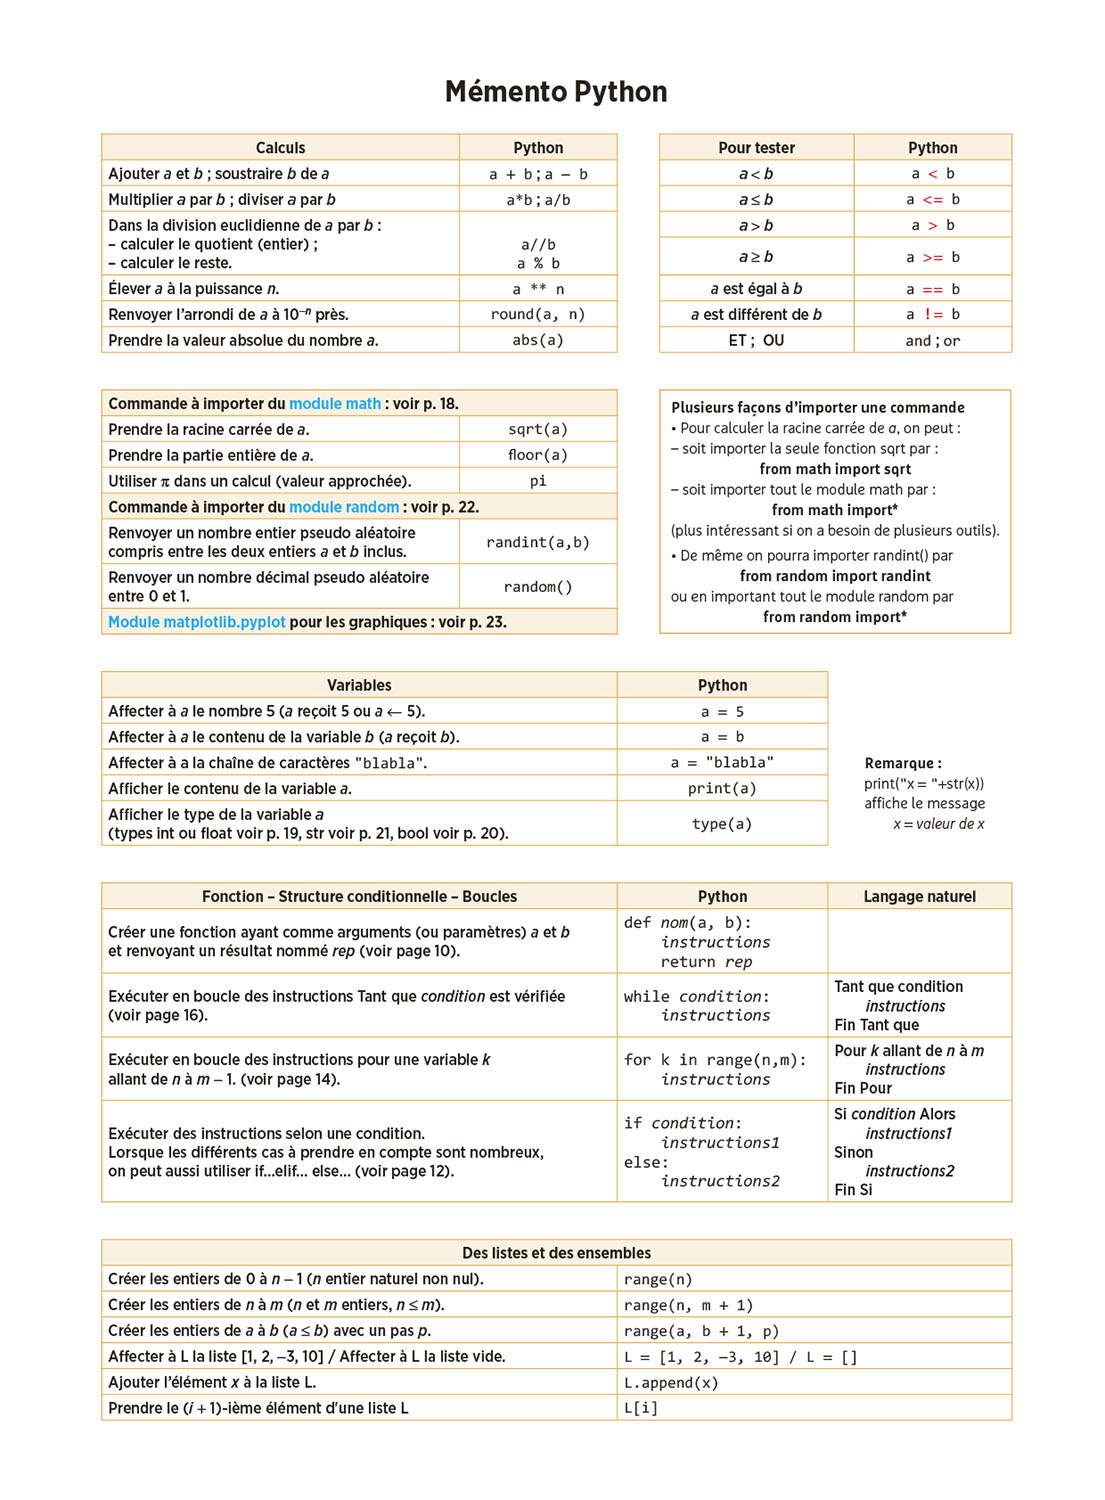 Mémento Python
Calculs Python
Ajouter a et b ; soustraire b de a a + b ; a – b
Multiplier a par b ; diviser a par b a*b ; a/b
Dans la division euclidienne de a par b :
– calculer le quotient (entier) ; a//b
– calculer le reste. a % b
Élever a à la puissance n. a ** n
Renvoyer l'arrondi de a à 10⁻ⁿ près. round(a, n)
Prendre la valeur absolue du nombre a. abs(a)
Pour tester Python
a < b a < b
a ≤ b a <= b
a > b a > b
a ≥ b a >= b
a est égal à b a == b
a est différent de b a != b
ET ; OU and ; or
Commande à importer du module math : voir p. 18.
Prendre la racine carrée de a. sqrt(a)
Prendre la partie entière de a. floor(a)
Utiliser π dans un calcul (valeur approchée). pi
Commande à importer du module random : voir p. 22.
Renvoyer un nombre entier pseudo aléatoire
compris entre les deux entiers a et b inclus. randint(a,b)
Renvoyer un nombre décimal pseudo aléatoire
entre 0 et 1. random()
Module matplotlib.pyplot pour les graphiques : voir p. 23.
Plusieurs façons d'importer une commande
• Pour calculer la racine carrée de a, on peut :
– soit importer la seule fonction sqrt par :
from math import sqrt
– soit importer tout le module math par :
from math import*
(plus intéressant si on a besoin de plusieurs outils).
• De même on pourra importer randint() par
from random import randint
ou en important tout le module random par
from random import*
Variables Python
Affecter à a le nombre 5 (a reçoit 5 ou a ← 5). a = 5
Affecter à a le contenu de la variable b (a reçoit b). a = b
Affecter à a la chaîne de caractères "blabla". a = "blabla"
Afficher le contenu de la variable a. print(a)
Afficher le type de la variable a
(types int ou float voir p. 19, str voir p. 21, bool voir p. 20). type(a)
Remarque :
print("x = "+str(x))
affiche le message
x = valeur de x
Fonction – Structure conditionnelle – Boucles Python Langage naturel
Créer une fonction ayant comme arguments (ou paramètres) a et b
et renvoyant un résultat nommé rep (voir page 10).
def nom(a, b):
instructions
return rep
Exécuter en boucle des instructions Tant que condition est vérifiée
(voir page 16).
while condition:
instructions
Tant que condition
instructions
Fin Tant que
Exécuter en boucle des instructions pour une variable k
allant de n à m – 1. (voir page 14).
for k in range(n,m):
instructions
Pour k allant de n à m
instructions
Fin Pour
Exécuter des instructions selon une condition.
Lorsque les différents cas à prendre en compte sont nombreux,
on peut aussi utiliser if...elif... else... (voir page 12).
if condition:
instructions1
else:
instructions2
Si condition Alors
instructions1
Sinon
instructions2
Fin Si
Des listes et des ensembles
Créer les entiers de 0 à n – 1 (n entier naturel non nul). range(n)
Créer les entiers de n à m (n et m entiers, n ≤ m). range(n, m + 1)
Créer les entiers de a à b (a ≤ b) avec un pas p. range(a, b + 1, p)
Affecter à L la liste [1, 2, –3, 10] / Affecter à L la liste vide. L = [1, 2, –3, 10] / L = []
Ajouter l'élément x à la liste L. L.append(x)
Prendre le (i + 1)-ième élément d'une liste L L[i]